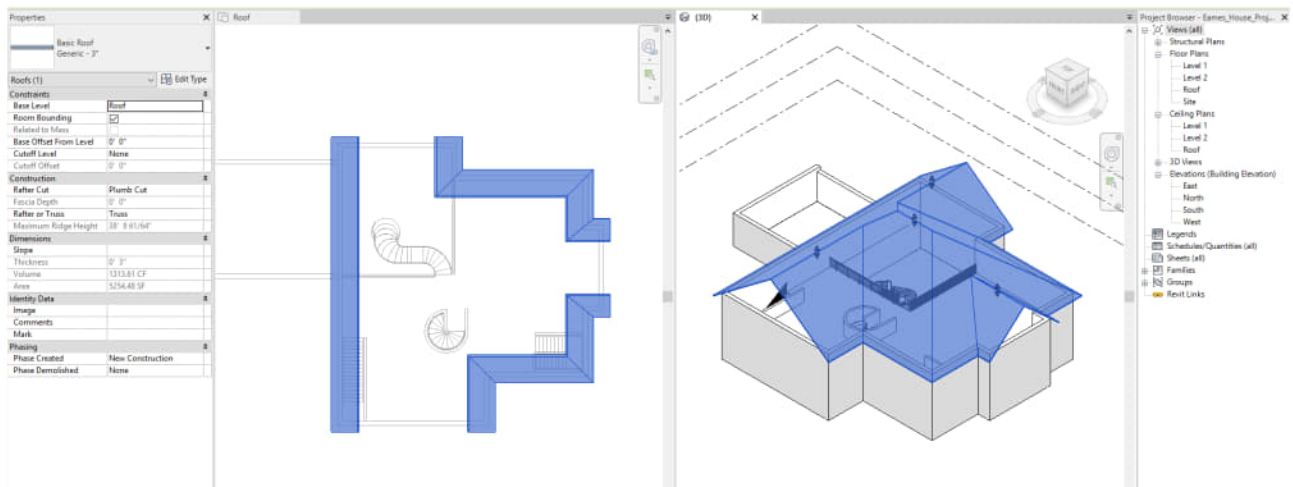 Properties
Basic Roof
Generic - 3"
Roofs (1)
Edit Type
Constraints
Base Level Roof
Room Bounding
Related to Mass
Base Offset From Level 0' 0"
Cutoff Level None
Cutoff Offset 0' 0"
Construction
Rafter Cut Plumb Cut
Fascia Depth 0' 0"
Rafter or Truss Truss
Maximum Ridge Height 38' 8 61/64"
Dimensions
Slope
Thickness 0' 3"
Volume 1313.61 CF
Area 5254.48 SF
Identity Data
Image
Comments
Mark
Phasing
Phase Created New Construction
Phase Demolished None
Roof
{3D}
Project Browser - Eames_House_Proj...
Views (all)
Structural Plans
Floor Plans
Level 1
Level 2
Roof
Site
Ceiling Plans
Level 1
Level 2
Roof
3D Views
Elevations (Building Elevation)
East
North
South
West
Legends
Schedules/Quantities (all)
Sheets (all)
Families
Groups
Revit Links